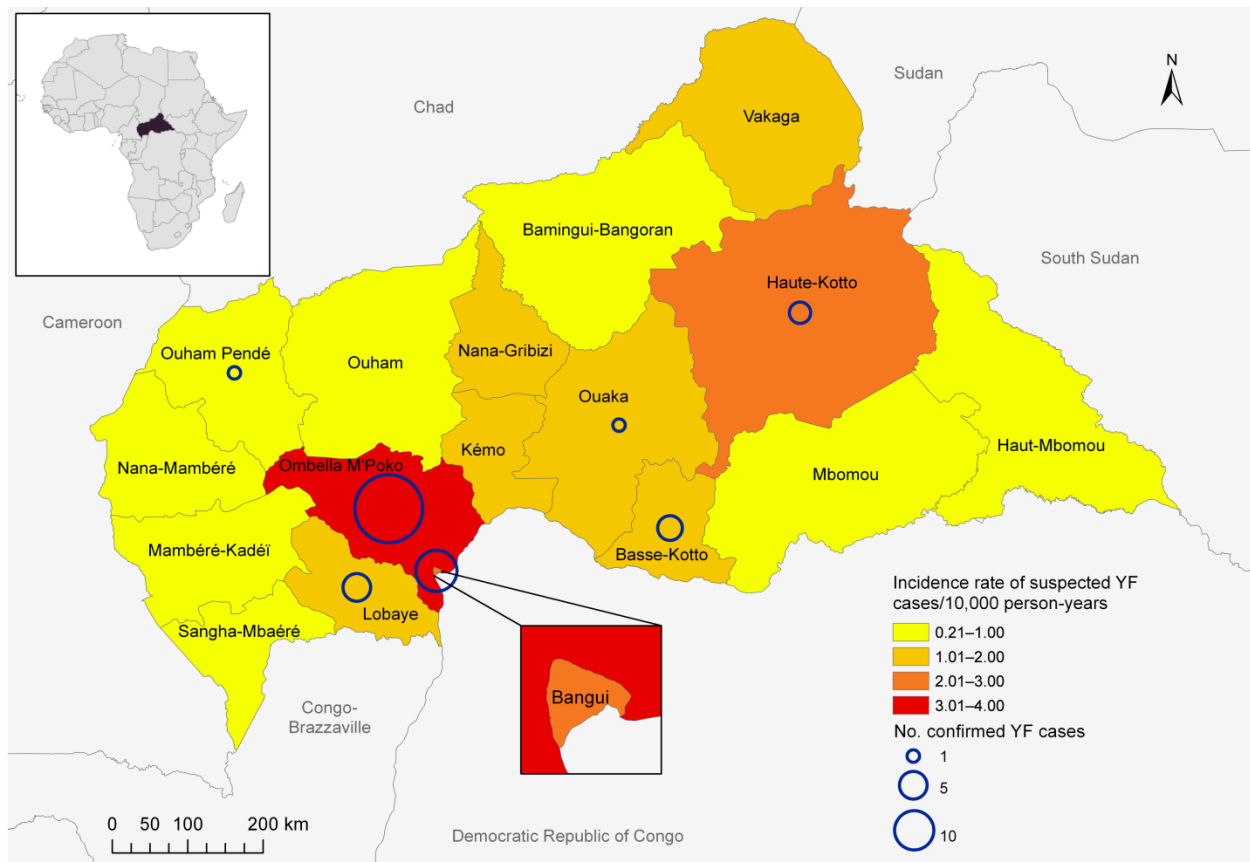 N
Sudan
Chad
Vakaga
Bamingui-Bangoran
South Sudan
Haute-Kotto
Cameroon
Ouham Pendé
Ouham
Nana-Gribizi
Ouaka
Kémo
Haut-Mbomou
Nana-Mambéré
Ombella M'Poko
Mbomou
Mambéré-Kadéï
Basse-Kotto
Lobaye
Sangha-Mbaéré
Bangui
Congo-
Brazzaville
Democratic Republic of Congo
0 50 100 200 km
Incidence rate of suspected YF
cases/10,000 person-years
0.21–1.00
1.01–2.00
2.01–3.00
3.01–4.00
No. confirmed YF cases
1
5
10